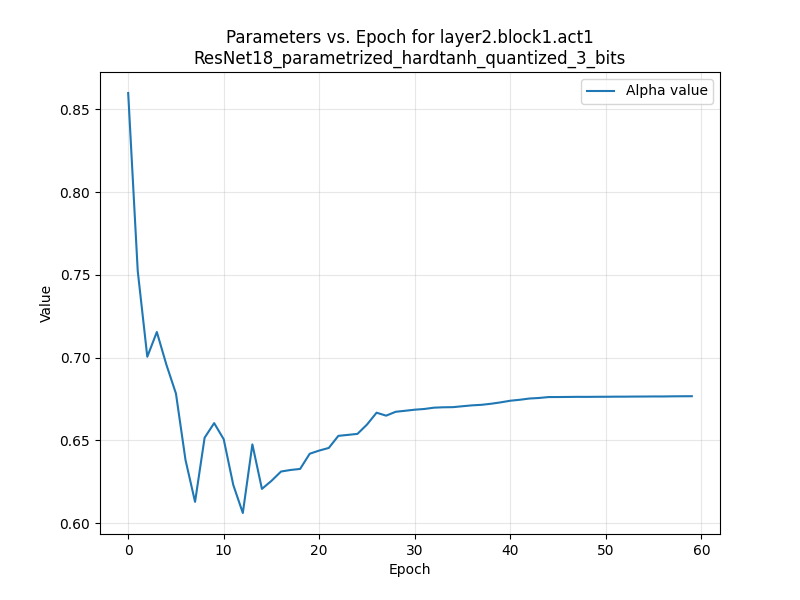 Parameters vs. Epoch for layer2.block1.act1
ResNet18_parametrized_hardtanh_quantized_3_bits
Alpha value
0.85
0.80
0.75
0.70
0.65
0.60
Value
0 10 20 30 40 50 60
Epoch